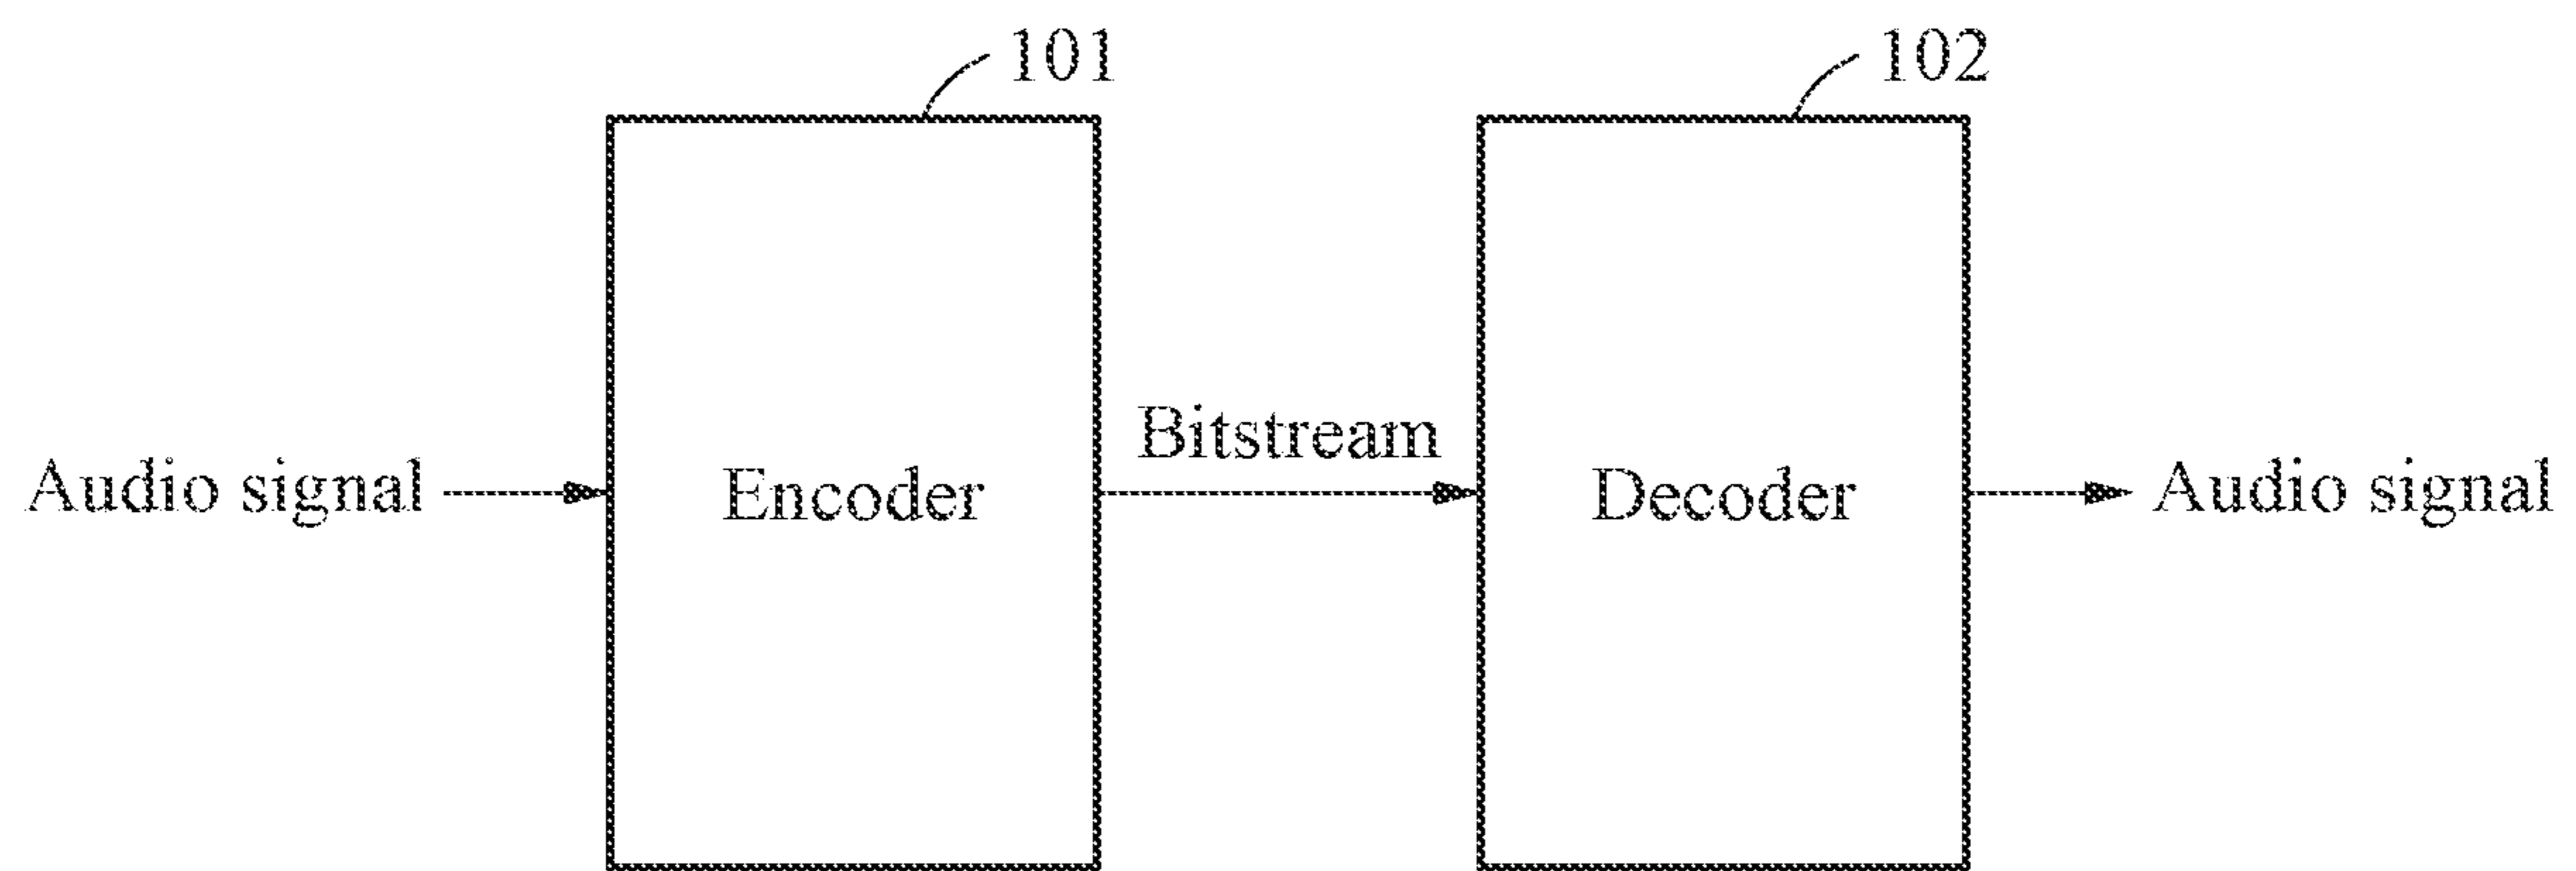 101
102
Bitstream
Audio signal
Encoder
Decoder
Audio signal